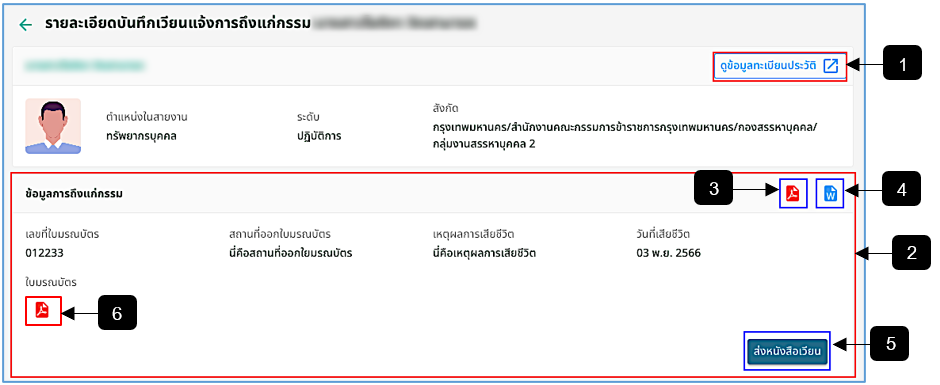 รายละเอียดบันทึกเวียนแจ้งการถึงแก่กรรม
ดูข้อมูลทะเบียนประวัติ
1
ตำแหน่งในสายงาน
ทรัพยากรบุคคล
ระดับ
ปฏิบัติการ
สังกัด
กรุงเทพมหานคร/สำนักงานคณะกรรมการข้าราชการกรุงเทพมหานคร/กองสรรหาบุคคล/
กลุ่มงานสรรหาบุคคล 2
ข้อมูลการถึงแก่กรรม
3
4
เลขที่ใบมรณบัตร
012233
สถานที่ออกใบมรณบัตร
นี่คือสถานที่ออกใยมรณบัตร
เหตุผลการเสียชีวิต
นี่คือเหตุผลการเสียชีวิต
วันที่เสียชีวิต
03 พ.ย. 2566
2
ใบมรณบัตร
6
ส่งหนังสือเวียน
5